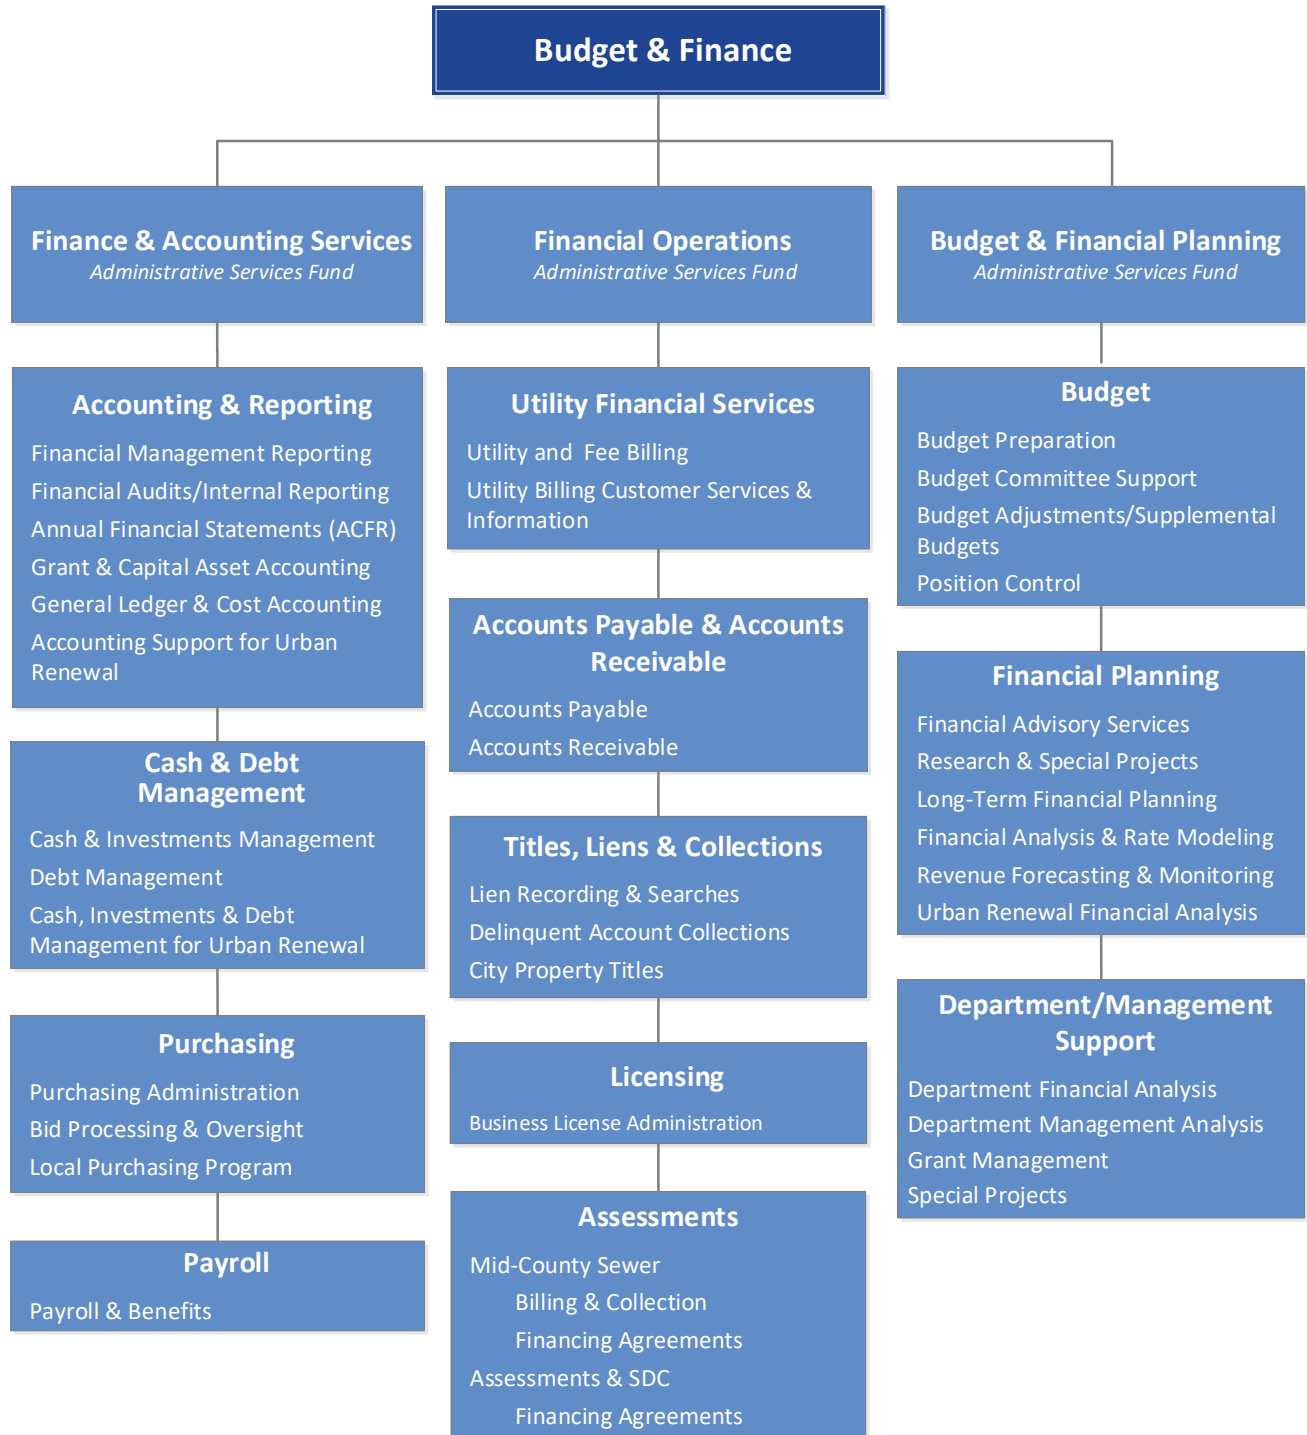 Budget & Finance
Finance & Accounting Services
Administrative Services Fund
Accounting & Reporting
Financial Management Reporting
Financial Audits/Internal Reporting
Annual Financial Statements (ACFR)
Grant & Capital Asset Accounting
General Ledger & Cost Accounting
Accounting Support for Urban
Renewal
Cash & Debt
Management
Cash & Investments Management
Debt Management
Cash, Investments & Debt
Management for Urban Renewal
Purchasing
Purchasing Administration
Bid Processing & Oversight
Local Purchasing Program
Payroll
Payroll & Benefits
Financial Operations
Administrative Services Fund
Utility Financial Services
Utility and Fee Billing
Utility Billing Customer Services &
Information
Accounts Payable & Accounts
Receivable
Accounts Payable
Accounts Receivable
Titles, Liens & Collections
Lien Recording & Searches
Delinquent Account Collections
City Property Titles
Licensing
Business License Administration
Assessments
Mid-County Sewer
Billing & Collection
Financing Agreements
Assessments & SDC
Financing Agreements
Budget & Financial Planning
Administrative Services Fund
Budget
Budget Preparation
Budget Committee Support
Budget Adjustments/Supplemental
Budgets
Position Control
Financial Planning
Financial Advisory Services
Research & Special Projects
Long-Term Financial Planning
Financial Analysis & Rate Modeling
Revenue Forecasting & Monitoring
Urban Renewal Financial Analysis
Department/Management
Support
Department Financial Analysis
Department Management Analysis
Grant Management
Special Projects